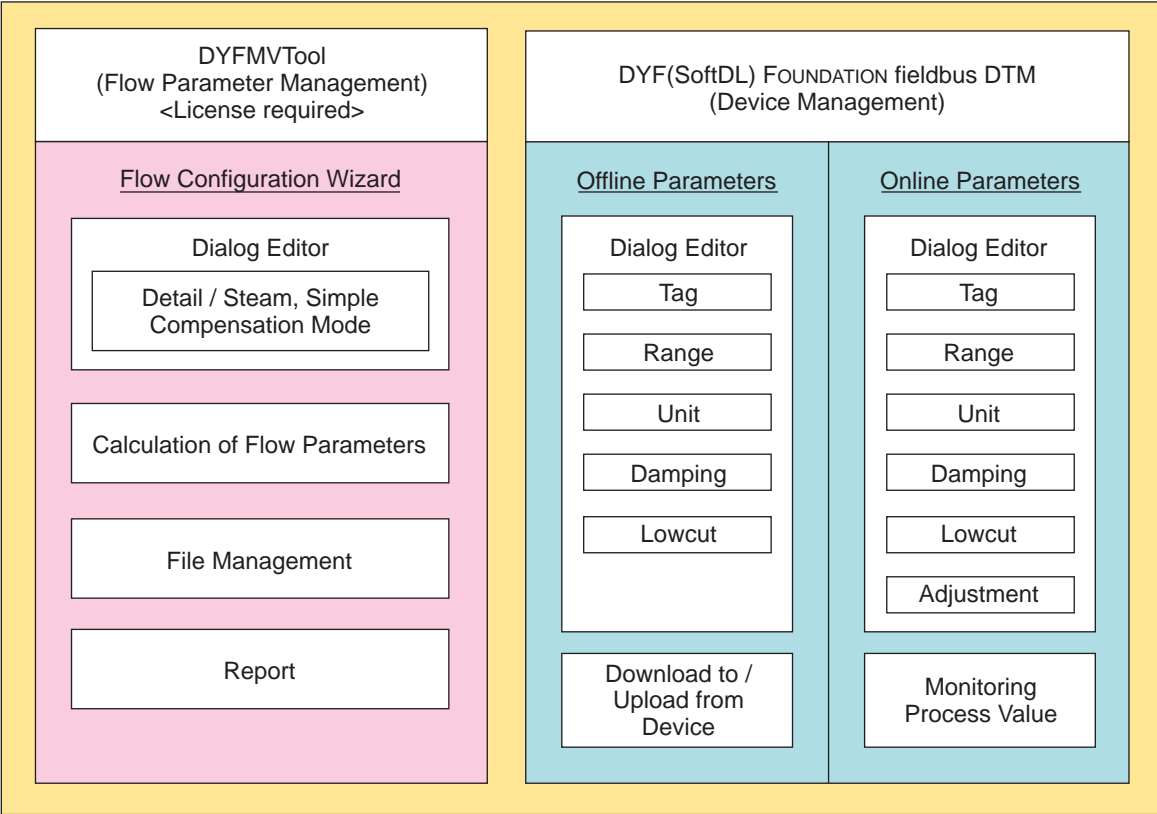 DYFMVTool
(Flow Parameter Management)
<License required>
Flow Configuration Wizard
Dialog Editor
Detail / Steam, Simple
Compensation Mode
Calculation of Flow Parameters
File Management
Report
DYF(SoftDL) FOUNDATION fieldbus DTM
(Device Management)
Offline Parameters
Dialog Editor
Tag
Range
Unit
Damping
Lowcut
Download to /
Upload from
Device
Online Parameters
Dialog Editor
Tag
Range
Unit
Damping
Lowcut
Adjustment
Monitoring
Process Value